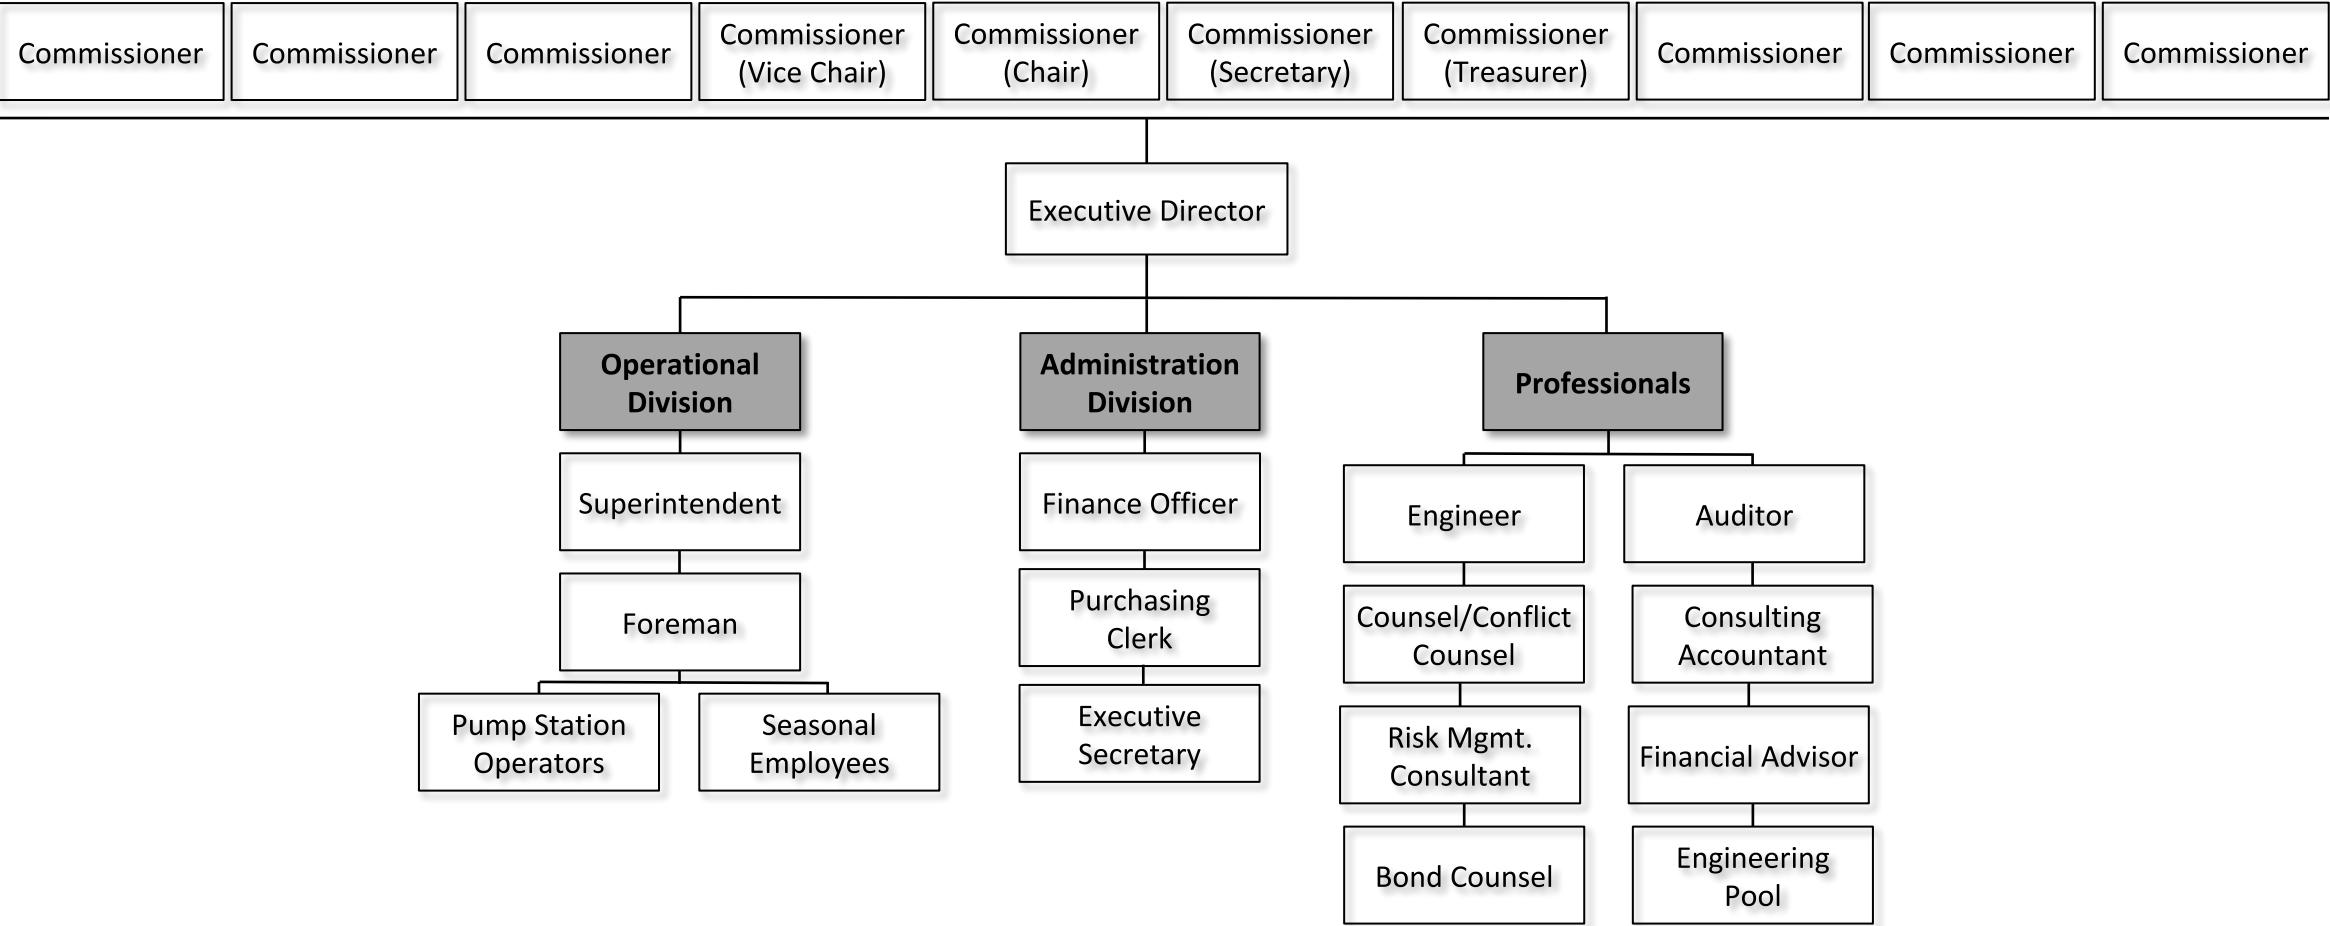 Commissioner
Commissioner
Commissioner
Commissioner
(Vice Chair)
Commissioner
(Chair)
Commissioner
(Secretary)
Commissioner
(Treasurer)
Commissioner
Commissioner
Commissioner
Executive Director
Operational
Division
Administration
Division
Professionals
Superintendent
Finance Officer
Engineer
Auditor
Foreman
Purchasing
Clerk
Counsel/Conflict
Counsel
Consulting
Accountant
Pump Station
Operators
Seasonal
Employees
Executive
Secretary
Risk Mgmt.
Consultant
Financial Advisor
Bond Counsel
Engineering
Pool